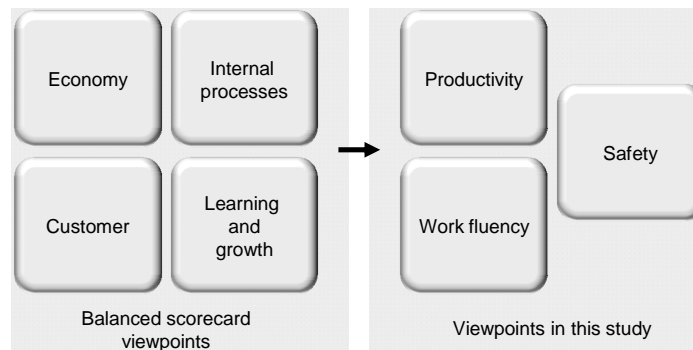 Economy
Internal
processes
Customer
Learning
and
growth
Balanced scorecard
viewpoints
Productivity
Safety
Work fluency
Viewpoints in this study